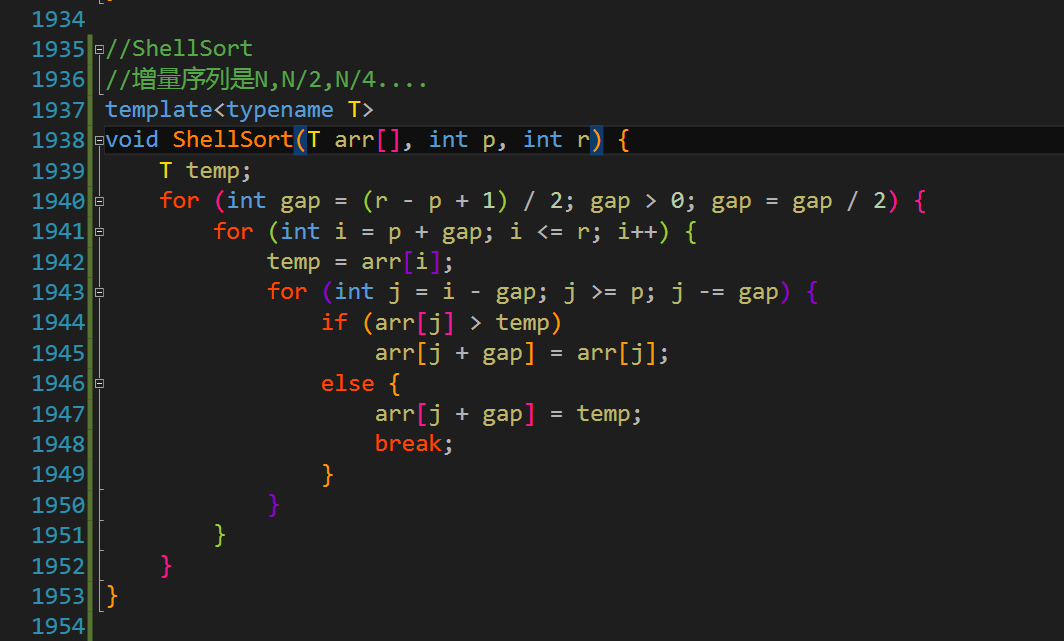 1934
1935 //ShellSort
1936 //增量序列是N,N/2,N/4....
1937 template<typename T>
1938 void ShellSort(T arr[], int p, int r) {
1939     T temp;
1940     for (int gap = (r - p + 1) / 2; gap > 0; gap = gap / 2) {
1941         for (int i = p + gap; i <= r; i++) {
1942             temp = arr[i];
1943             for (int j = i - gap; j >= p; j -= gap) {
1944                 if (arr[j] > temp)
1945                     arr[j + gap] = arr[j];
1946                 else {
1947                     arr[j + gap] = temp;
1948                     break;
1949                 }
1950             }
1951         }
1952     }
1953 }
1954